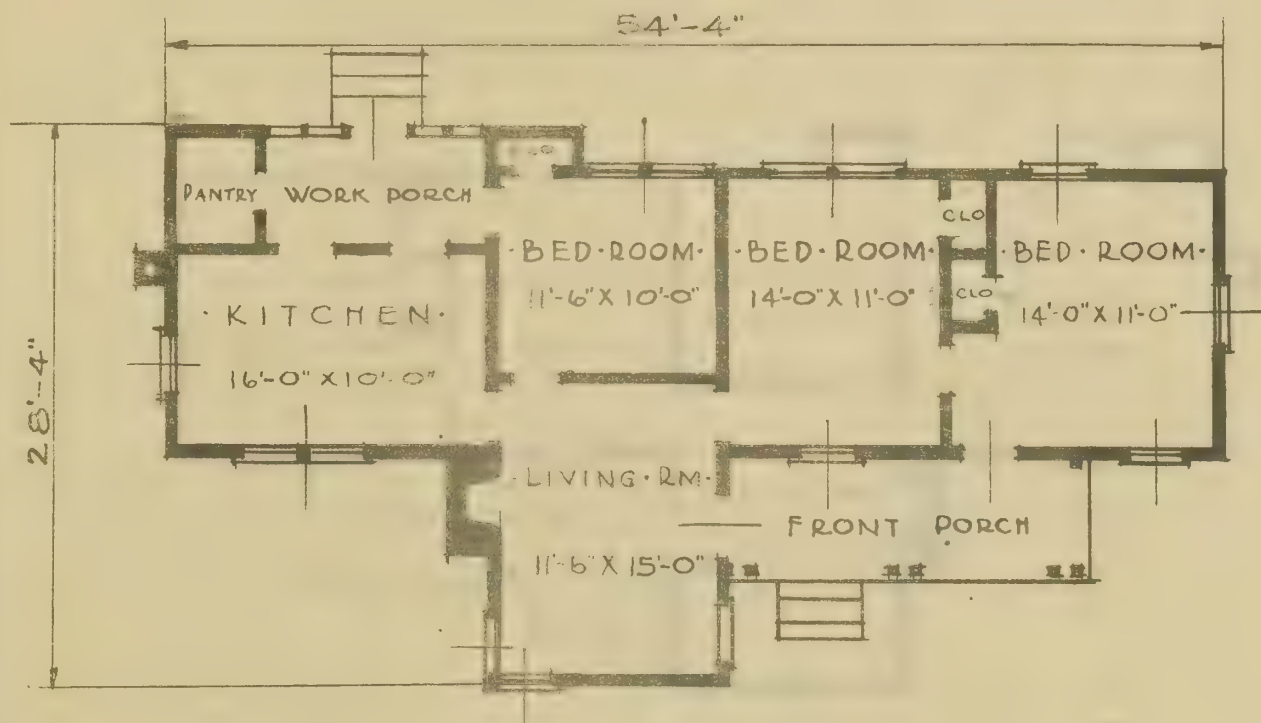 54'-4"
PANTRY WORK PORCH
CLO
·BED·ROOM·
11'-6" X 10'-0"
·BED·ROOM·
14'-0" X 11'-0"
·BED·ROOM·
14'-0" X 11'-0"
CLO
·KITCHEN·
16'-0" X 10'-0"
28'-4"
·LIVING·RM·
11'-6" X 15'-0"
FRONT PORCH